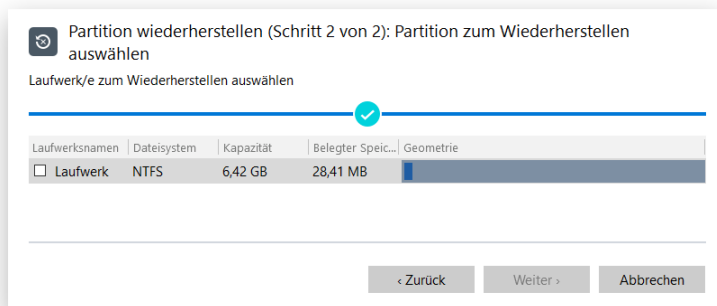 Partition wiederherstellen (Schritt 2 von 2): Partition zum Wiederherstellen
auswählen
Laufwerk/e zum Wiederherstellen auswählen
Laufwerksnamen Dateisystem Kapazität Belegter Speic... Geometrie
Laufwerk NTFS 6,42 GB 28,41 MB
‹ Zurück Weiter › Abbrechen